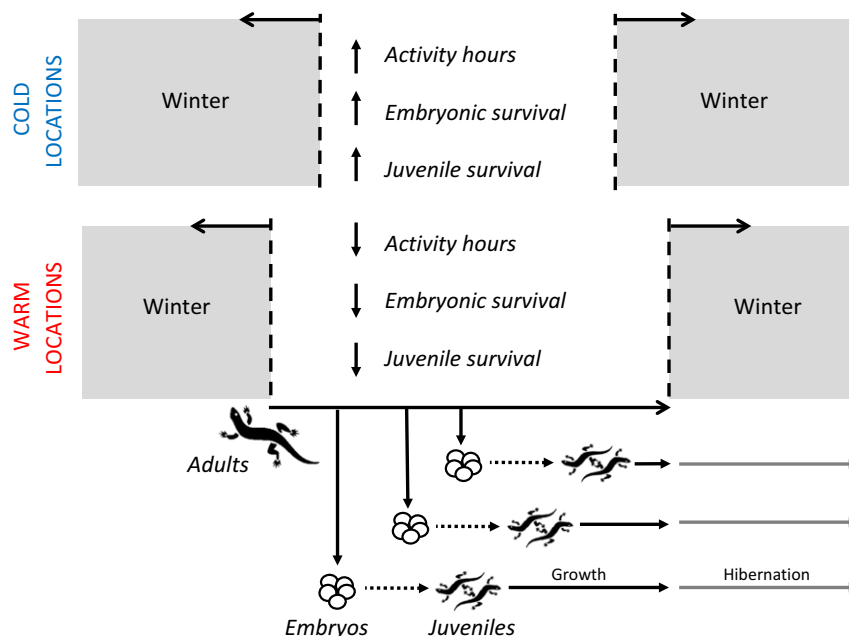 COLD
LOCATIONS
Winter
Activity hours
Embryonic survival
Juvenile survival
Winter
WARM
LOCATIONS
Winter
Activity hours
Embryonic survival
Juvenile survival
Winter
Adults
Growth
Hibernation
Embryos
Juveniles